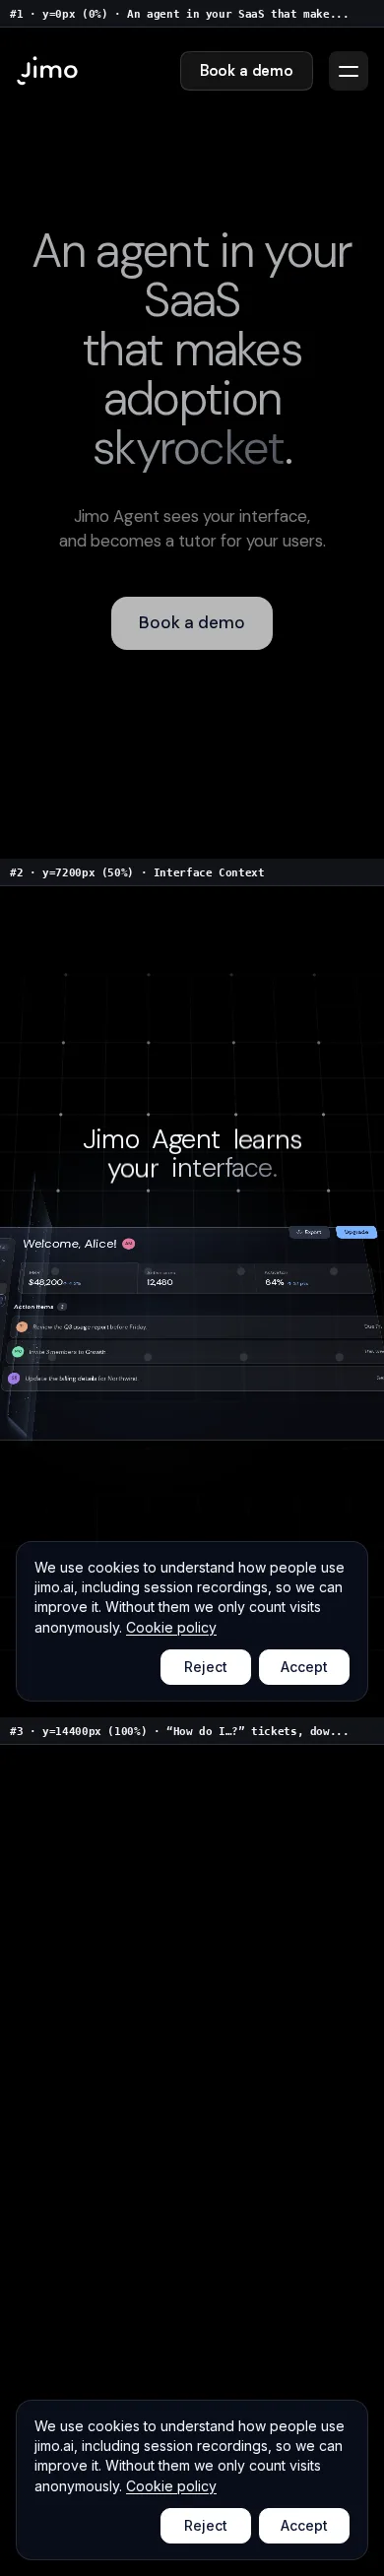 #1 · y=0px (0%) · An agent in your SaaS that make...
Jimo
Book a demo
An agent in your
SaaS
that makes
adoption
skyrocket.
Jimo Agent sees your interface,
and becomes a tutor for your users.
Book a demo
#2 · y=7200px (50%) · Interface Context
Jimo Agent learns
your interface.
Welcome, Alice!
Export
Upgrade
$48,200
12,480
64%
Action items 2
Review the Q3 usage report before Friday.
Invite 3 members to Growth
Update the billing details for Northwind
We use cookies to understand how people use
jimo.ai, including session recordings, so we can
improve it. Without them we only count visits
anonymously. Cookie policy
Reject
Accept
#3 · y=14400px (100%) · “How do I…?” tickets, dow...
We use cookies to understand how people use
jimo.ai, including session recordings, so we can
improve it. Without them we only count visits
anonymously. Cookie policy
Reject
Accept